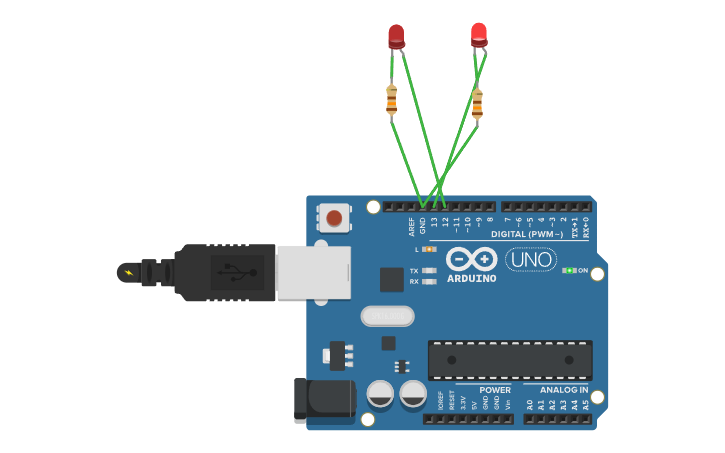 AREF
GND
13
12
~11
~10
~9
8
7
~6
~5
4
~3
2
TX→1
RX←0
DIGITAL (PWM~)
L
TX
RX
ARDUINO
UNO
ON
POWER
ANALOG IN
IOREF
RESET
3.3V
5V
GND
GND
Vin
A0
A1
A2
A3
A4
A5